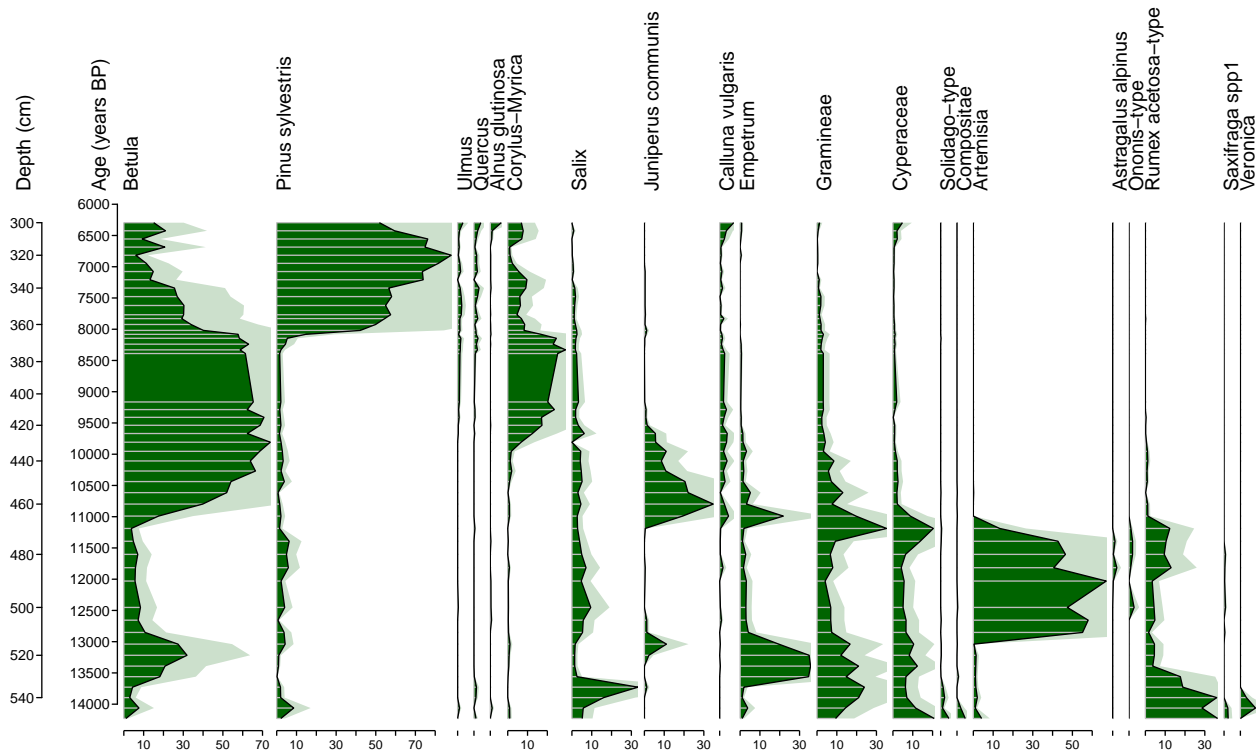 Depth (cm)
Age (years BP)
Betula
Pinus sylvestris
Ulmus
Quercus
Alnus glutinosa
Corylus−Myrica
Salix
Juniperus communis
Calluna vulgaris
Empetrum
Gramineae
Cyperaceae
Solidago−type
Compositae
Artemisia
Astragalus alpinus
Ononis−type
Rumex acetosa−type
Saxifraga spp1
Veronica
300
320
340
360
380
400
420
440
460
480
500
520
540
6000
6500
7000
7500
8000
8500
9000
9500
10000
10500
11000
11500
12000
12500
13000
13500
14000
10 30 50 70
10 30 50 70
10
10 30
10 30
10 30
10 30
10
10 30 50
10 30